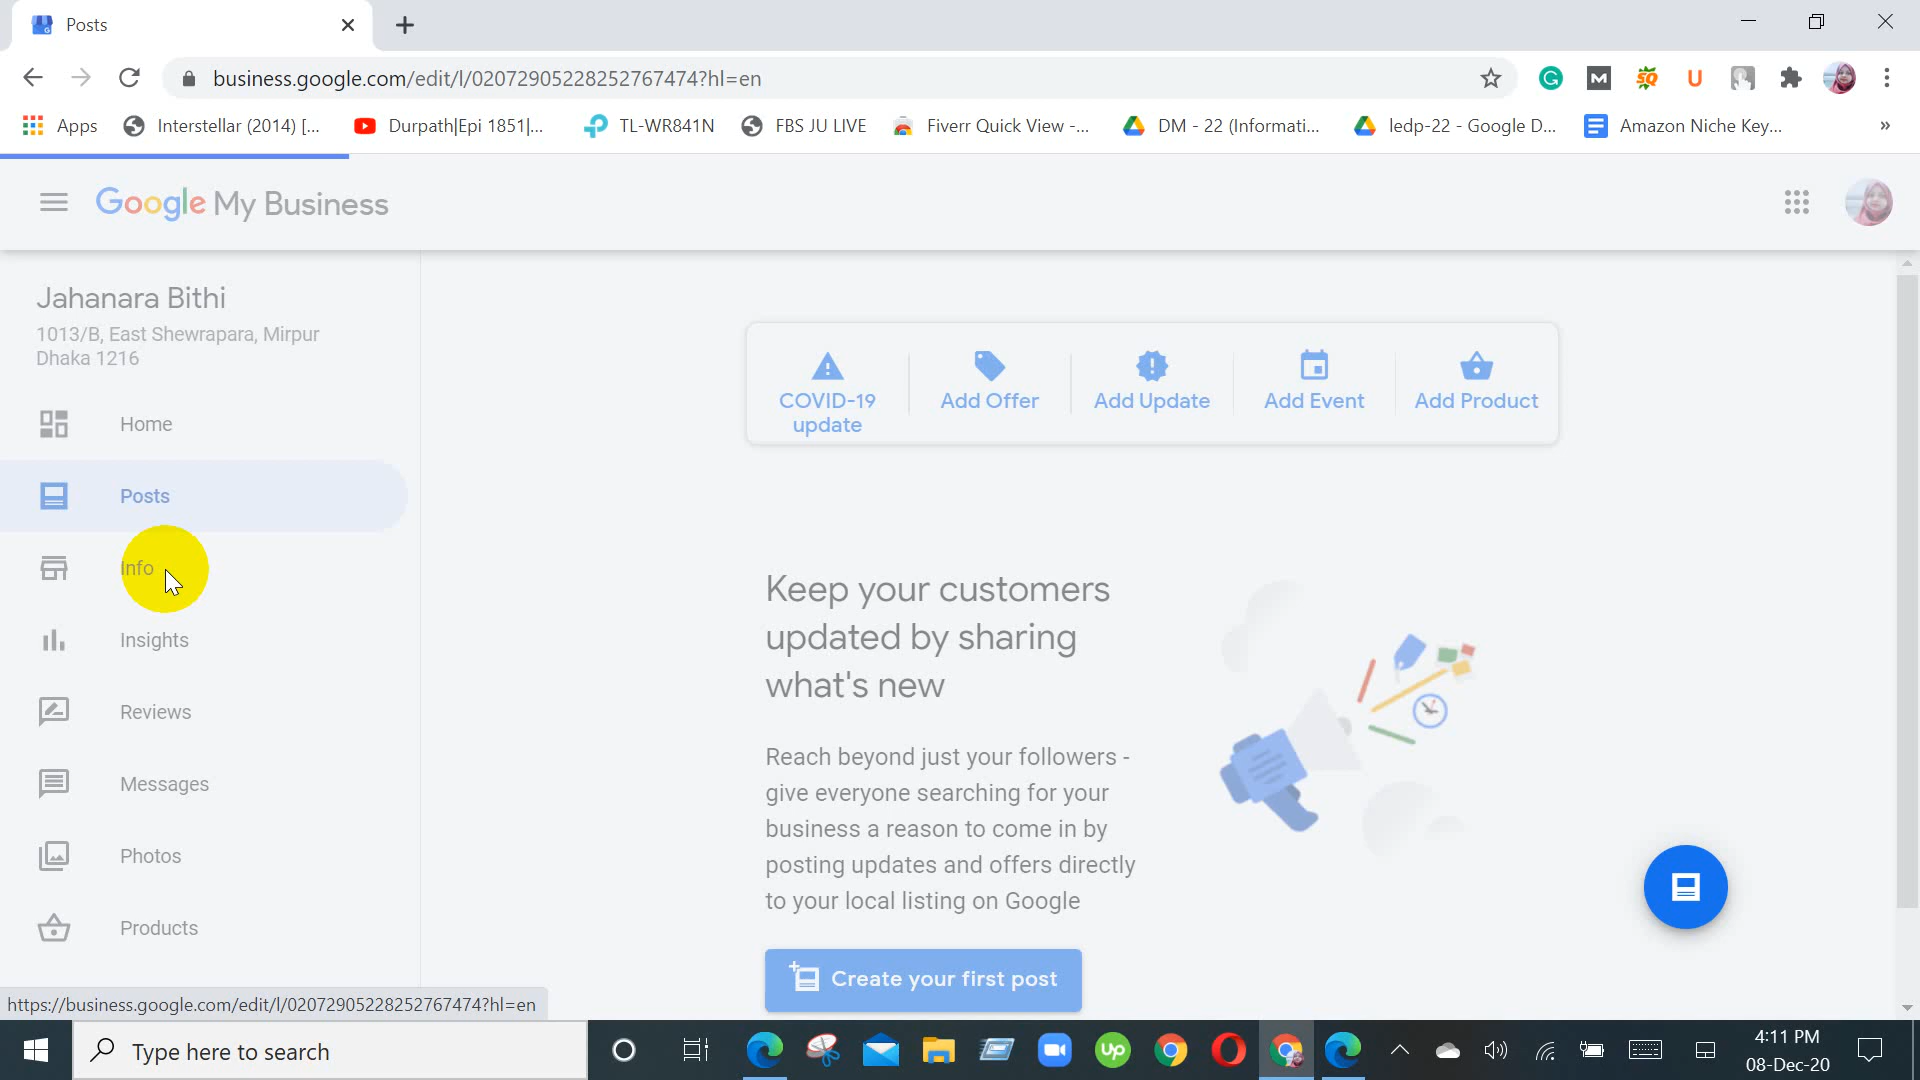 Posts
business.google.com/edit/l/02072905228252767474?hl=en
Apps
Interstellar (2014) [...
Durpath|Epi 1851|...
TL-WR841N
FBS JU LIVE
Fiverr Quick View -...
DM - 22 (Informati...
ledp-22 - Google D...
Amazon Niche Key...
»
Google My Business
Jahanara Bithi
1013/B, East Shewrapara, Mirpur
Dhaka 1216
Home
Posts
Info
Insights
Reviews
Messages
Photos
Products
COVID-19
update
Add Offer
Add Update
Add Event
Add Product
Keep your customers
updated by sharing
what's new
Reach beyond just your followers -
give everyone searching for your
business a reason to come in by
posting updates and offers directly
to your local listing on Google
Create your first post
https://business.google.com/edit/l/02072905228252767474?hl=en
Type here to search
4:11 PM
08-Dec-20